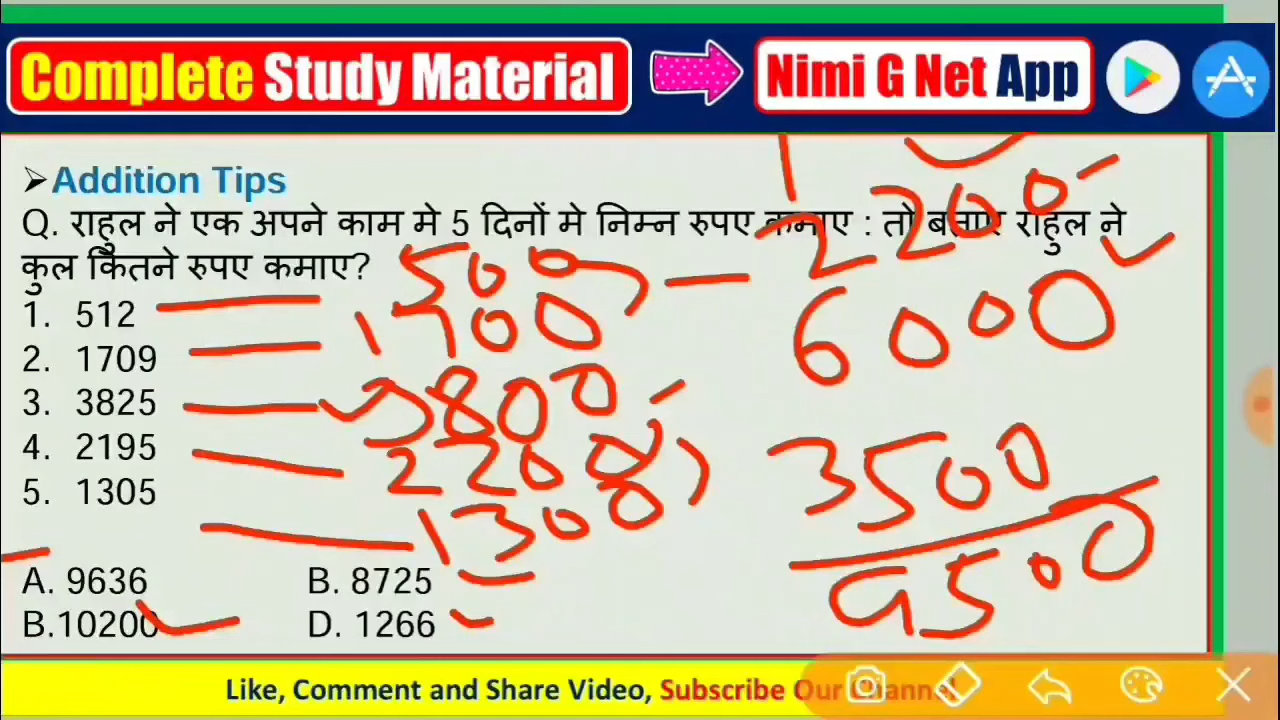 Complete Study Material Nimi G Net App
➢Addition Tips
Q. राहुल ने एक अपने काम मे 5 दिनों मे निम्न रुपए कमाए : तो बताए राहुल ने
कुल कितने रुपए कमाए?
1. 512
2. 1709
3. 3825
4. 2195
5. 1305
500
1700
3800
2200
1300
2200
6000
3500
9500
A. 9636 B. 8725
B.10200 D. 1266
Like, Comment and Share Video, Subscribe Our Channel